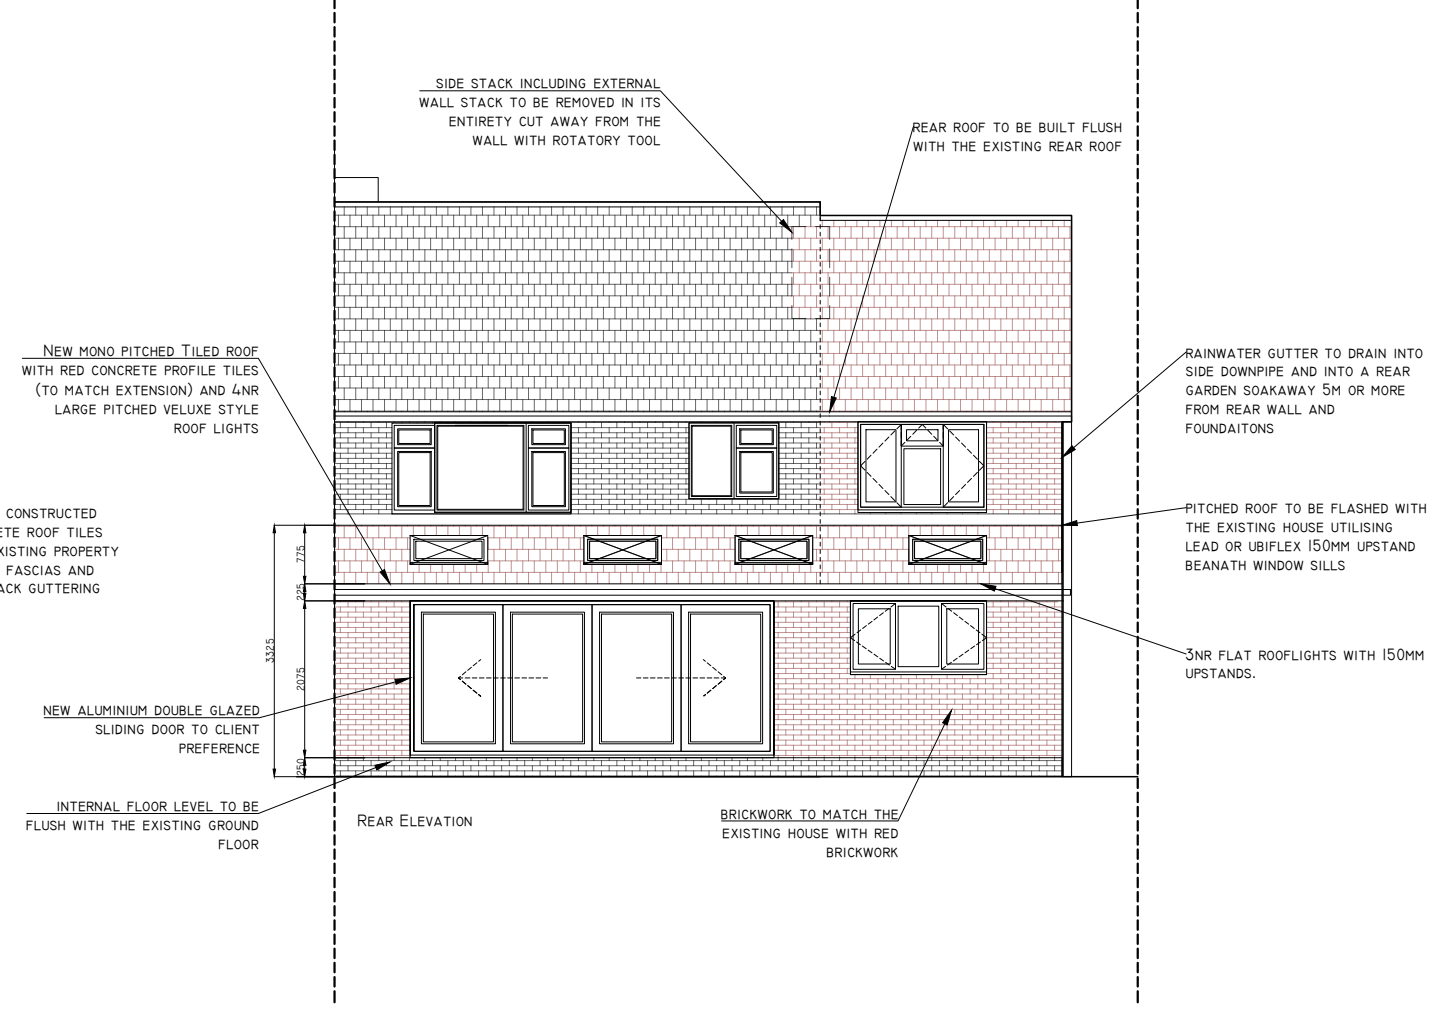 SIDE STACK INCLUDING EXTERNAL
WALL STACK TO BE REMOVED IN ITS
ENTIRETY CUT AWAY FROM THE
WALL WITH ROTATORY TOOL
REAR ROOF TO BE BUILT FLUSH
WITH THE EXISTING REAR ROOF
NEW MONO PITCHED TILED ROOF
WITH RED CONCRETE PROFILE TILES
(TO MATCH EXTENSION) AND 4NR
LARGE PITCHED VELUXE STYLE
ROOF LIGHTS
RAINWATER GUTTER TO DRAIN INTO
SIDE DOWNPIPE AND INTO A REAR
GARDEN SOAKAWAY 5M OR MORE
FROM REAR WALL AND
FOUNDAITONS
CONSTRUCTED
ETE ROOF TILES
XISTING PROPERTY
FASCIAS AND
ACK GUTTERING
PITCHED ROOF TO BE FLASHED WITH
THE EXISTING HOUSE UTILISING
LEAD OR UBIFLEX 150MM UPSTAND
BEANATH WINDOW SILLS
775
225
3325
2075
250
3NR FLAT ROOFLIGHTS WITH 150MM
UPSTANDS.
NEW ALUMINIUM DOUBLE GLAZED
SLIDING DOOR TO CLIENT
PREFERENCE
INTERNAL FLOOR LEVEL TO BE
FLUSH WITH THE EXISTING GROUND
FLOOR
REAR ELEVATION
BRICKWORK TO MATCH THE
EXISTING HOUSE WITH RED
BRICKWORK